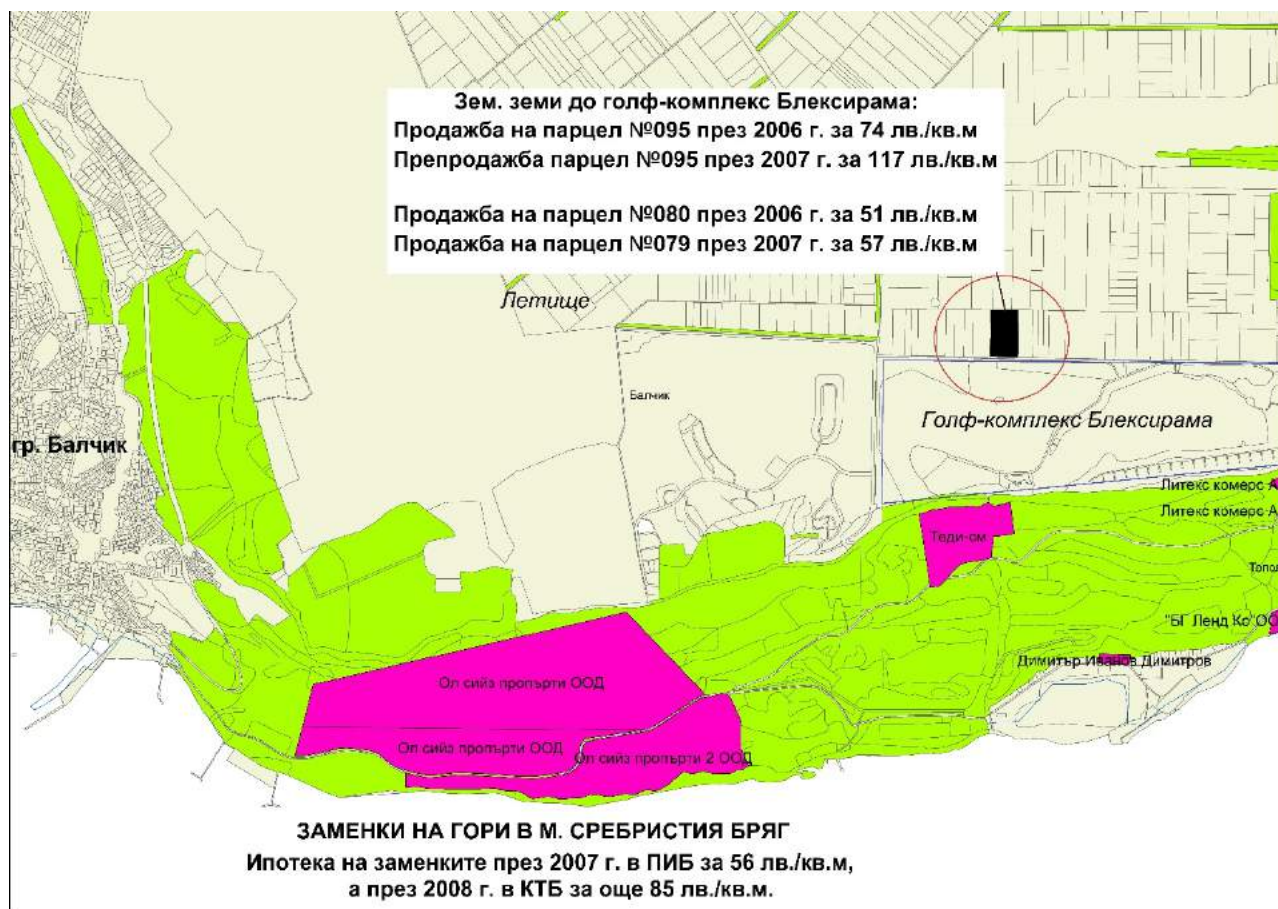 Зем. земи до голф-комплекс Блексирама:
Продажба на парцел №095 през 2006 г. за 74 лв./кв.м
Препродажба парцел №095 през 2007 г. за 117 лв./кв.м
Продажба на парцел №080 през 2006 г. за 51 лв./кв.м
Продажба на парцел №079 през 2007 г. за 57 лв./кв.м
Летище
Балчик
Голф-комплекс Блексирама
гр. Балчик
Литекс комерс А
Литекс комерс А
Теди-ом
Топол
"БГ Ленд Ко"ОО
Димитър Иванов Димитров
Ол сийз пропърти ООД
Ол сийз пропърти ООД
Ол сийз пропърти 2 ООД
ЗАМЕНКИ НА ГОРИ В М. СРЕБРИСТИЯ БРЯГ
Ипотека на заменките през 2007 г. в ПИБ за 56 лв./кв.м,
а през 2008 г. в КТБ за още 85 лв./кв.м.